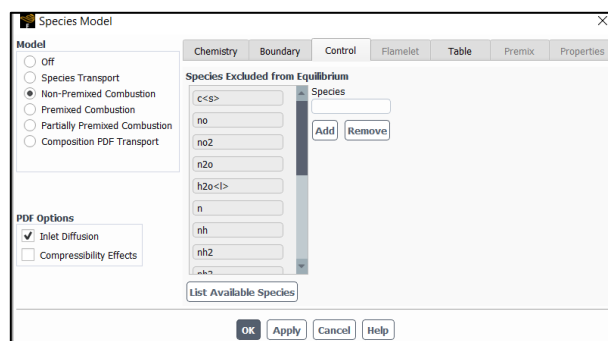 Species Model
Model
Off
Species Transport
Non-Premixed Combustion
Premixed Combustion
Partially Premixed Combustion
Composition PDF Transport
PDF Options
Inlet Diffusion
Compressibility Effects
Chemistry Boundary Control Flamelet Table Premix Properties
Species Excluded from Equilibrium
c<s>
no
no2
n2o
h2o<l>
n
nh
nh2
Species
Add Remove
List Available Species
OK Apply Cancel Help